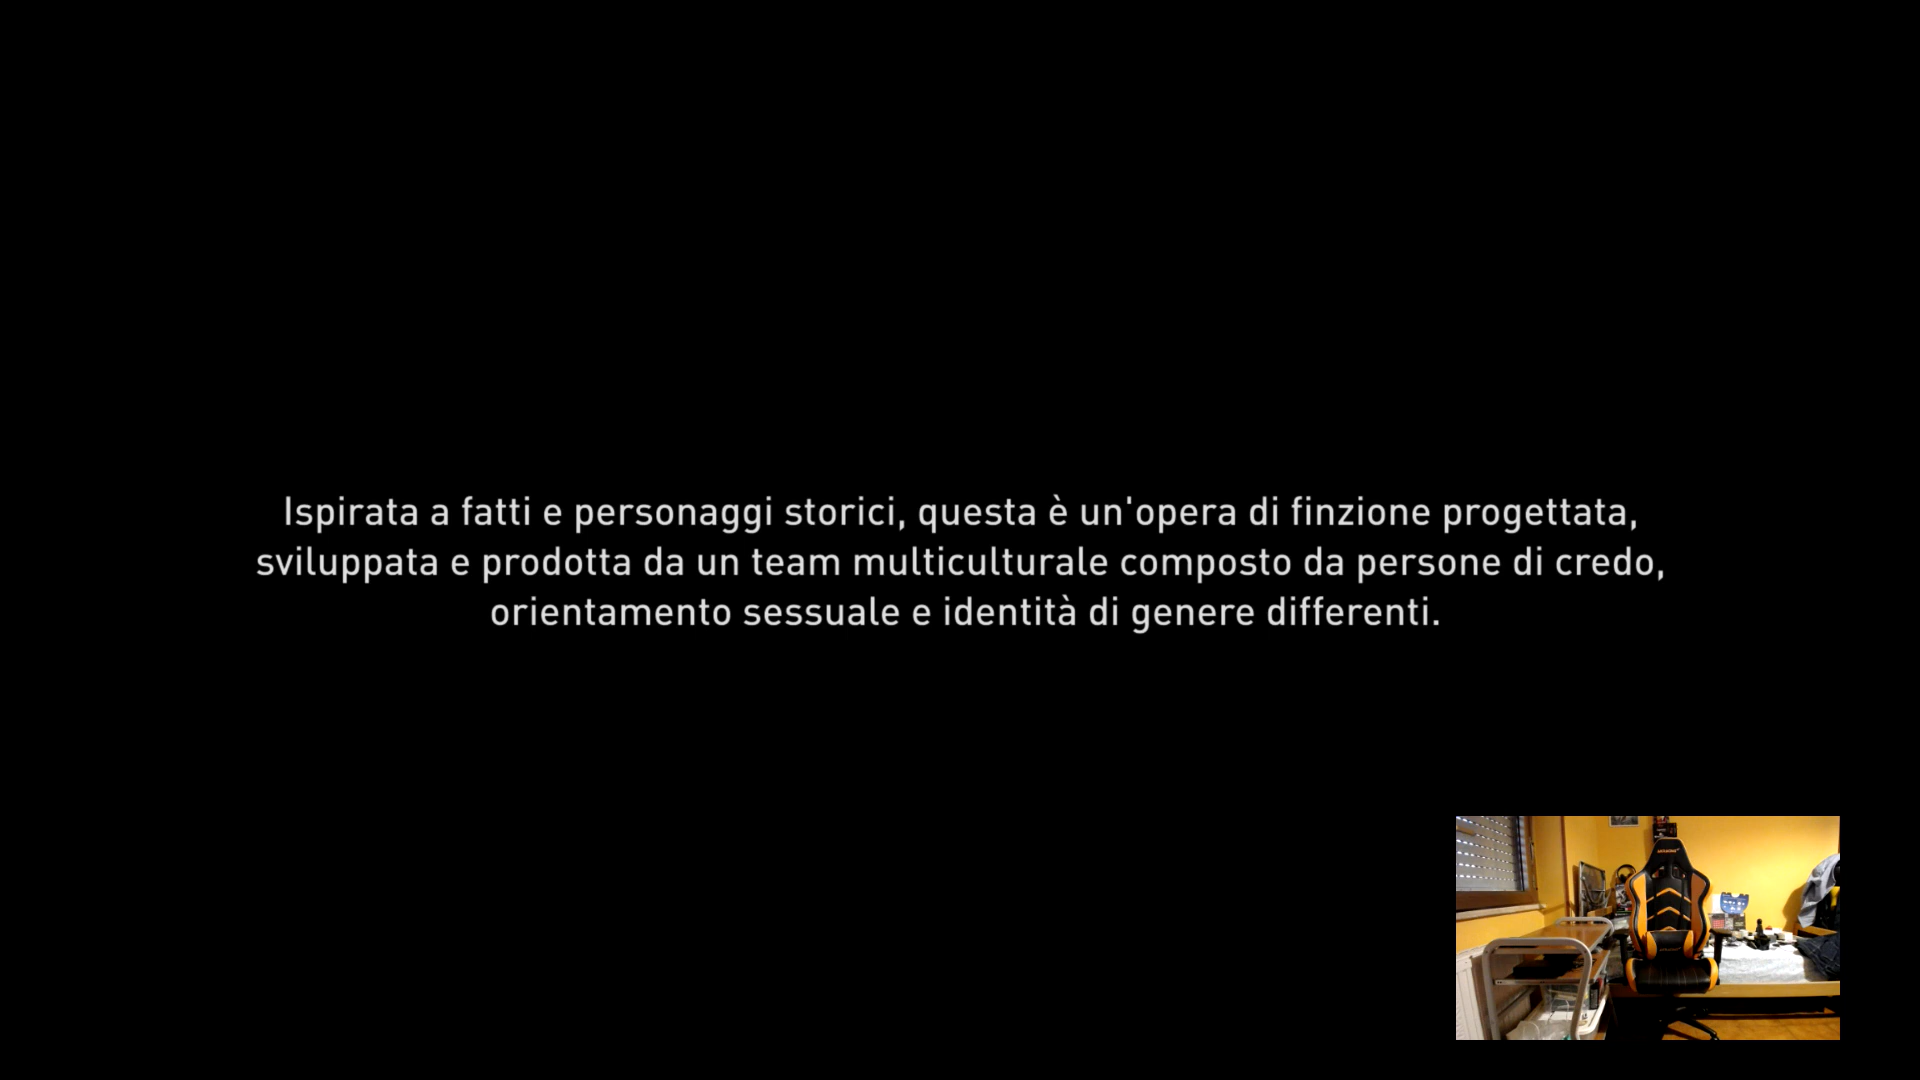 Ispirata a fatti e personaggi storici, questa è un'opera di finzione progettata,
sviluppata e prodotta da un team multiculturale composto da persone di credo,
orientamento sessuale e identità di genere differenti.